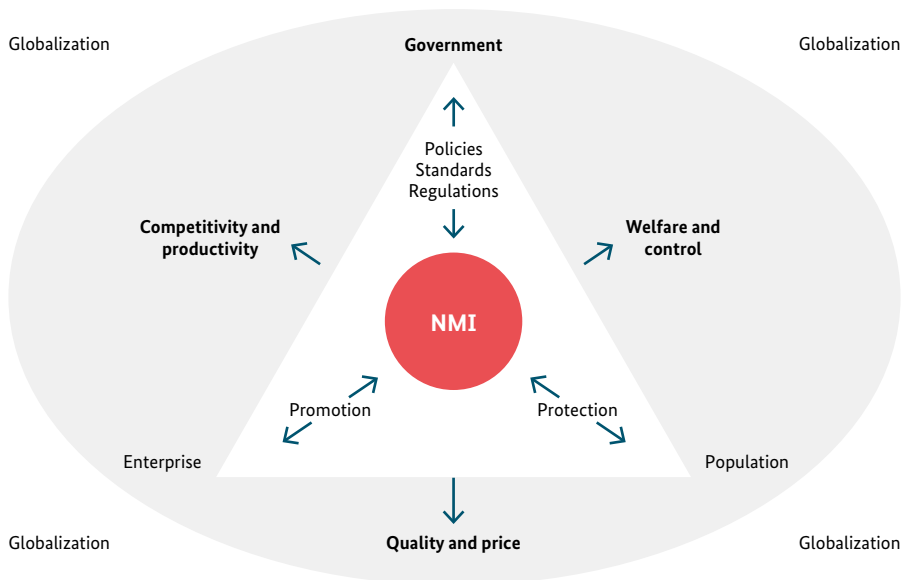 Globalization
Government
Globalization
Policies
Standards
Regulations
Competitivity and
productivity
Welfare and
control
NMI
Promotion
Protection
Enterprise
Population
Globalization
Quality and price
Globalization